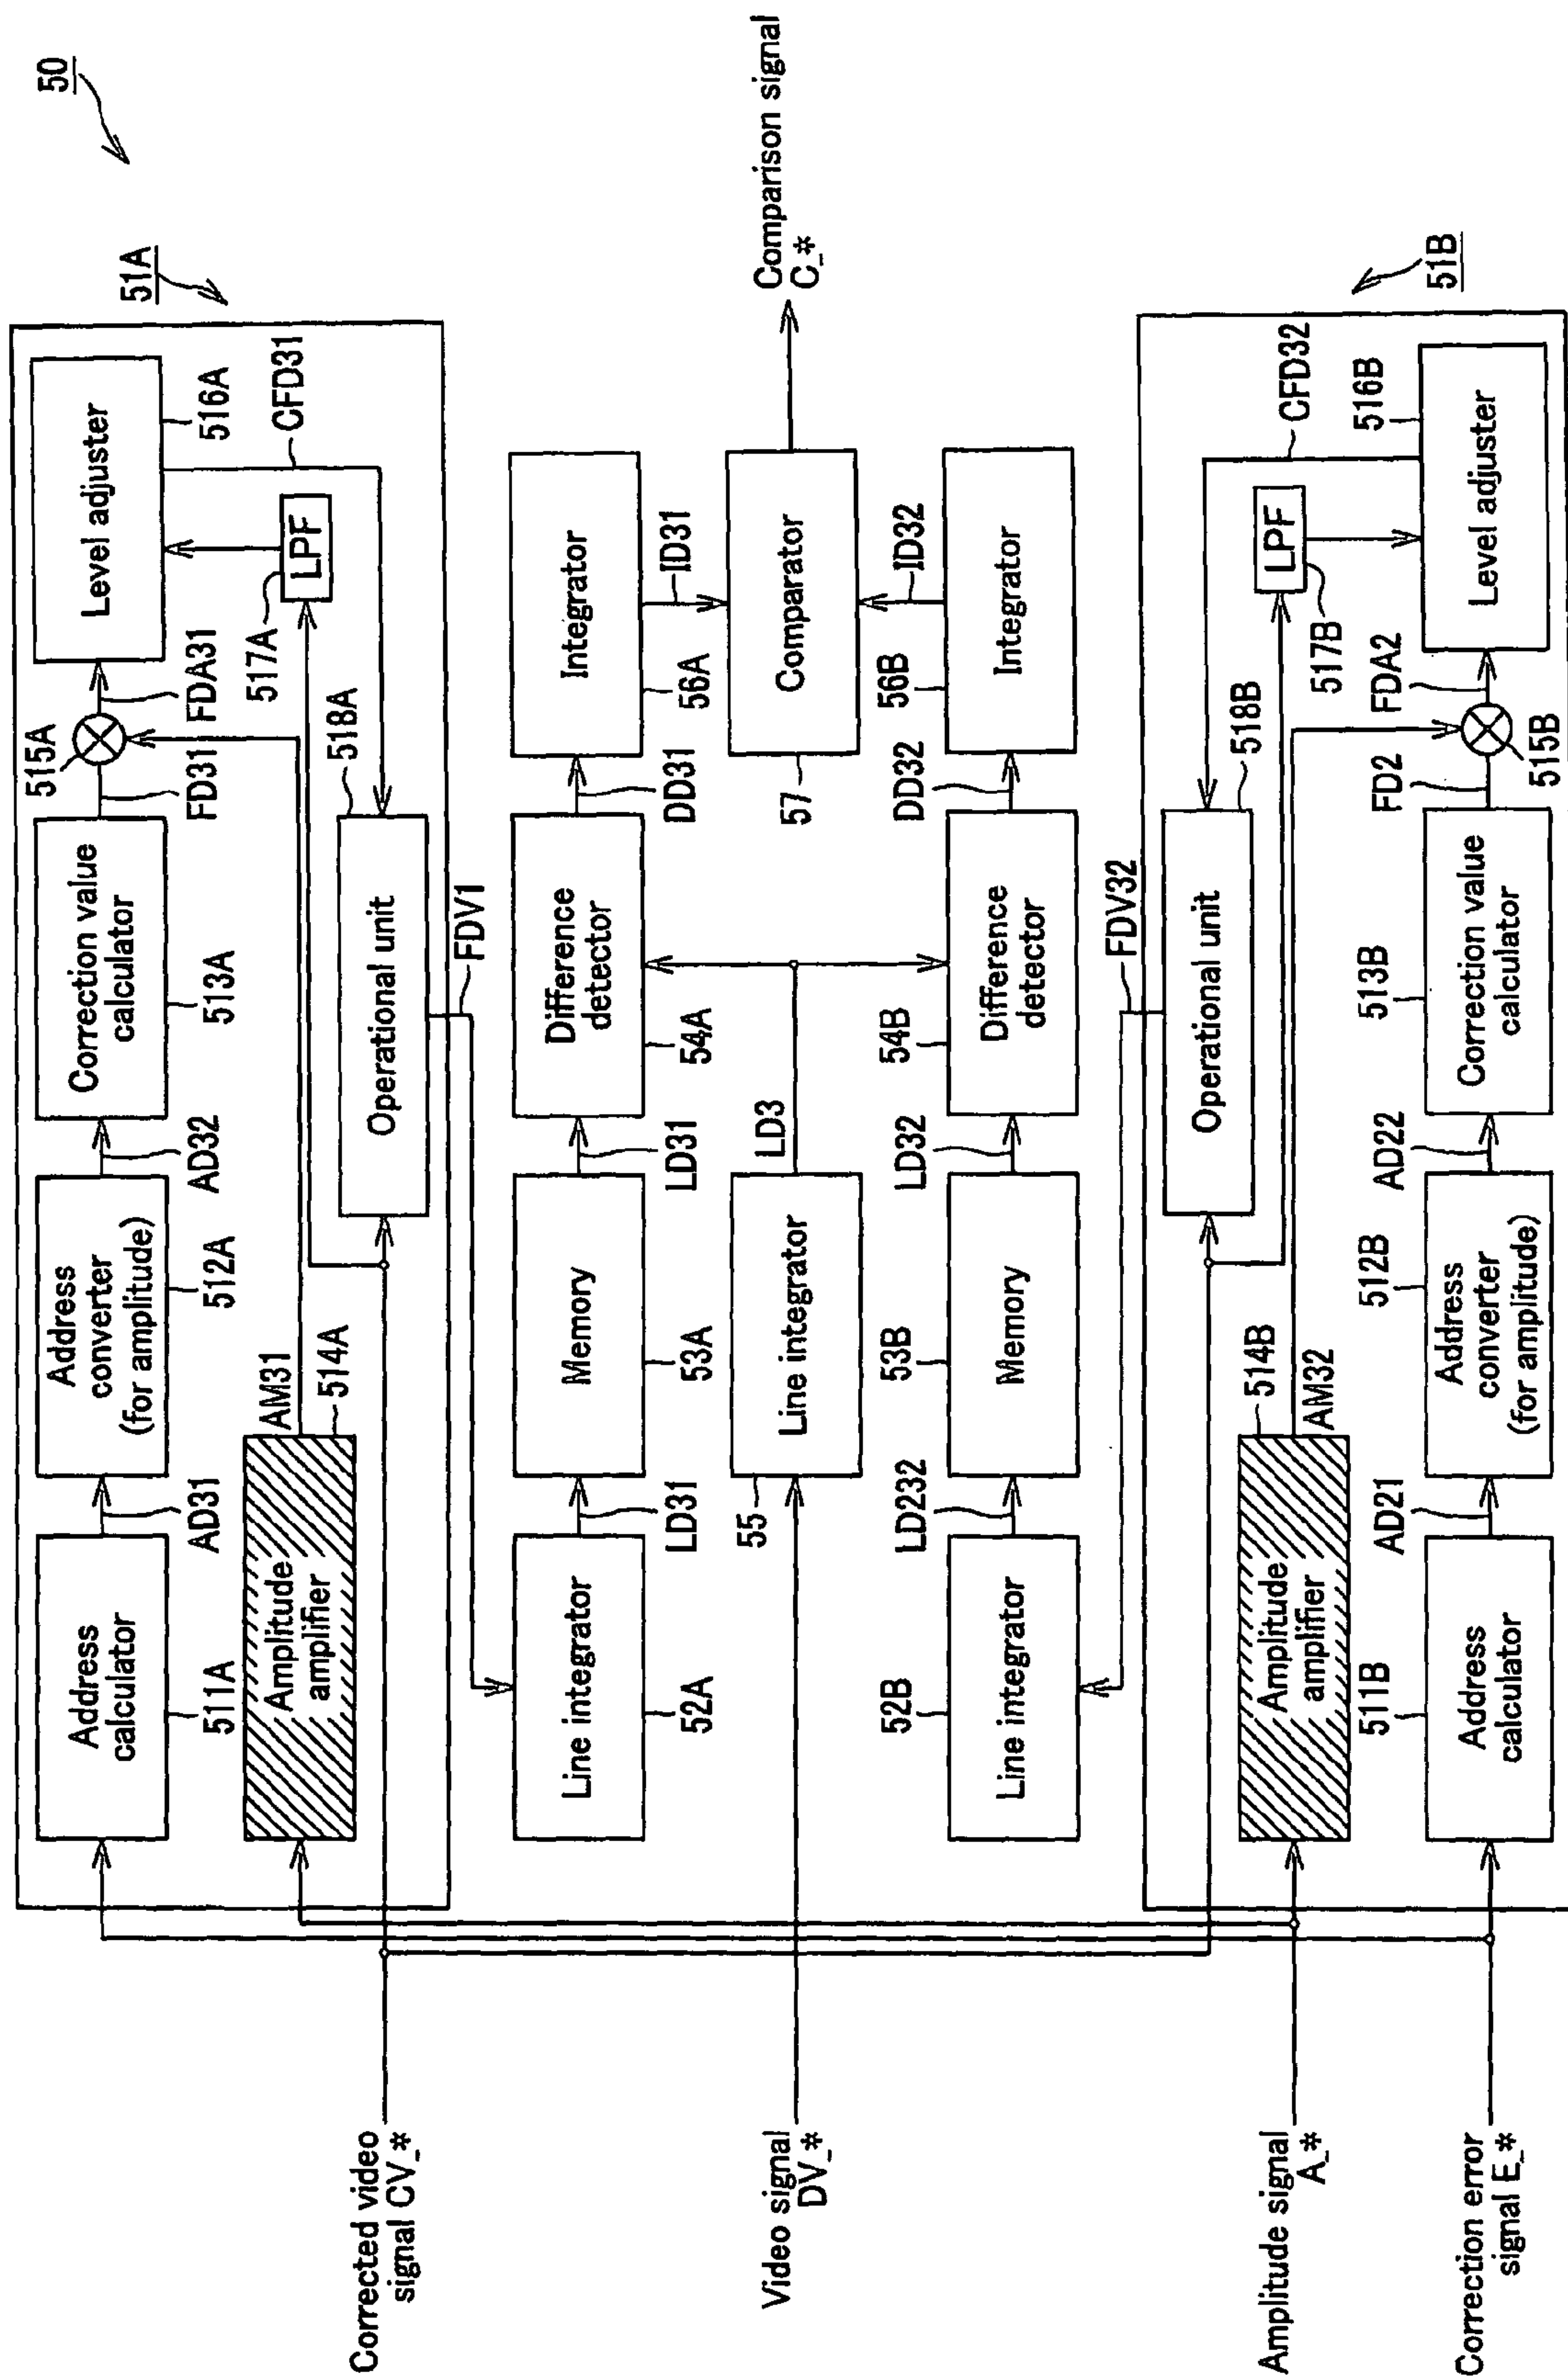 50
51A
Address
calculator
511A
AD31
Address
converter
(for amplitude)
512A
AD32
Correction value
calculator
513A
FD31
515A
FDA31
Level adjuster
516A
Amplitude
amplifier
514A
AM31
517A
LPF
CFD31
518A
Operational unit
FDV1
Corrected video
signal CV_*
Line integrator
52A
LD31
Memory
53A
LD31
Difference
detector
54A
DD31
Integrator
56A
ID31
Video signal
DV_*
55
Line integrator
LD3
57
Comparator
Comparison signal
C_*
52B
Line integrator
LD232
53B
Memory
LD32
54B
Difference
detector
DD32
56B
Integrator
ID32
FDV32
Operational unit
518B
LPF
517B
CFD32
51B
Amplitude signal
A_*
Amplitude
amplifier
514B
AM32
Correction error
signal E_*
511B
Address
calculator
AD21
512B
Address
converter
(for amplitude)
AD22
513B
Correction value
calculator
FD2
515B
FDA2
516B
Level adjuster